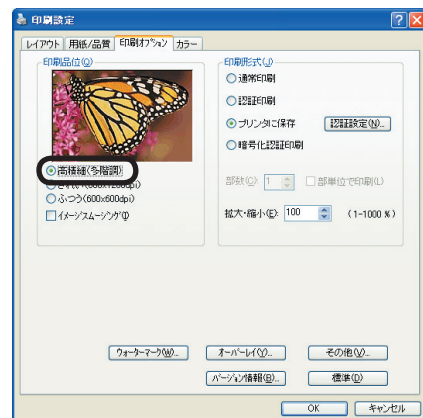 印刷設定
レイアウト 用紙/品質 印刷オプション カラー
印刷品位(Q)
高精細(多階調)
きれい(600x1200dpi)
ふつう(600x600dpi)
イメージスムージング(I)
印刷形式(J)
通常印刷
認証印刷
プリンタに保存 認証設定(N)...
暗号化認証印刷
部数(C): 1 部単位で印刷(L)
拡大・縮小(E): 100 (1-1000 %)
ウォーターマーク(W)... オーバーレイ(Y)... その他(V)...
バージョン情報(B)... 標準(D)
OK キャンセル